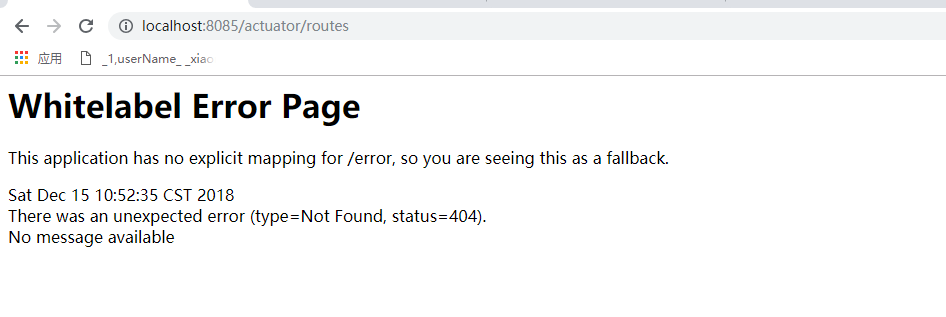 localhost:8085/actuator/routes
应用 _1,userName_ _xiao
Whitelabel Error Page
This application has no explicit mapping for /error, so you are seeing this as a fallback.
Sat Dec 15 10:52:35 CST 2018
There was an unexpected error (type=Not Found, status=404).
No message available